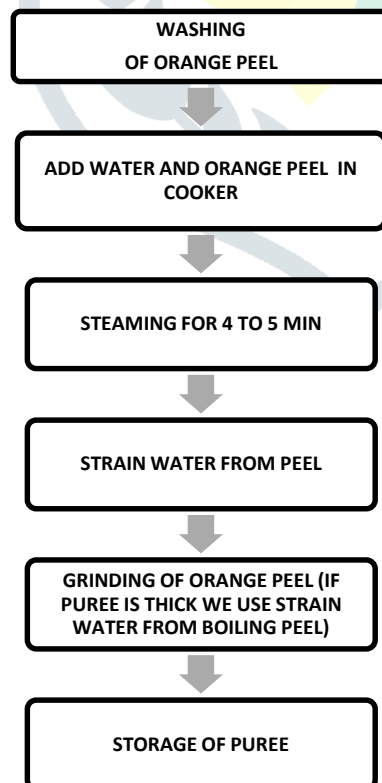 WASHING
OF ORANGE PEEL
ADD WATER AND ORANGE PEEL IN
COOKER
STEAMING FOR 4 TO 5 MIN
STRAIN WATER FROM PEEL
GRINDING OF ORANGE PEEL (IF
PUREE IS THICK WE USE STRAIN
WATER FROM BOILING PEEL)
STORAGE OF PUREE